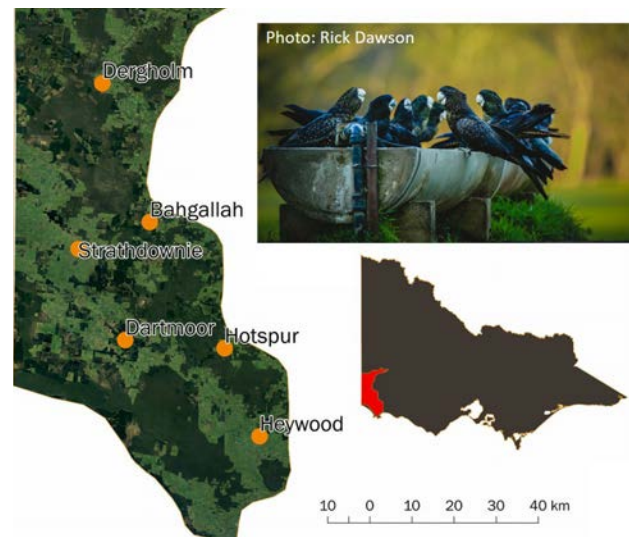 Photo: Rick Dawson
Dergholm
Bahgallah
Strathdownie
Dartmoor
Hotspur
Heywood
10 0 10 20 30 40 km